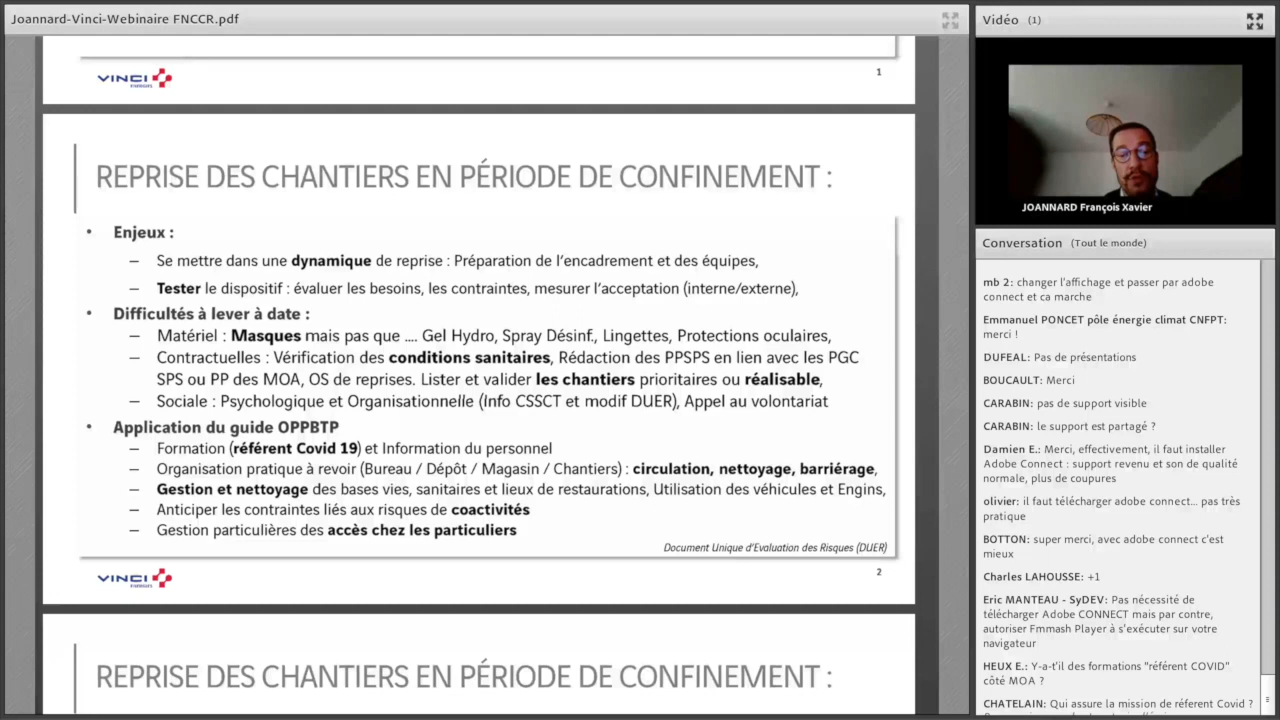 Joannard-Vinci-Webinaire FNCCR.pdf
VINCI
ENERGIES
1
REPRISE DES CHANTIERS EN PÉRIODE DE CONFINEMENT :
• Enjeux :
– Se mettre dans une dynamique de reprise : Préparation de l'encadrement et des équipes,
– Tester le dispositif : évaluer les besoins, les contraintes, mesurer l'acceptation (interne/externe),
• Difficultés à lever à date :
– Matériel : Masques mais pas que .... Gel Hydro, Spray Désinf., Lingettes, Protections oculaires,
– Contractuelles : Vérification des conditions sanitaires, Rédaction des PPSPS en lien avec les PGC
SPS ou PP des MOA, OS de reprises. Lister et valider les chantiers prioritaires ou réalisable,
– Sociale : Psychologique et Organisationnelle (Info CSSCT et modif DUER), Appel au volontariat
• Application du guide OPPBTP
– Formation (référent Covid 19) et Information du personnel
– Organisation pratique à revoir (Bureau / Dépôt / Magasin / Chantiers) : circulation, nettoyage, barriérage,
– Gestion et nettoyage des bases vies, sanitaires et lieux de restaurations, Utilisation des véhicules et Engins,
– Anticiper les contraintes liés aux risques de coactivités
– Gestion particulières des accès chez les particuliers
Document Unique d'Evaluation des Risques (DUER)
VINCI
ENERGIES
2
REPRISE DES CHANTIERS EN PÉRIODE DE CONFINEMENT :
Vidéo (1)
JOANNARD François Xavier
Conversation (Tout le monde)
mb 2: changer l'affichage et passer par adobe
connect et ca marche
Emmanuel PONCET pôle énergie climat CNFPT:
merci !
DUFEAL: Pas de présentations
BOUCAULT: Merci
CARABIN: pas de support visible
CARABIN: le support est partagé ?
Damien E.: Merci, effectivement, il faut installer
Adobe Connect : support revenu et son de qualité
normale, plus de coupures
olivier: il faut télécharger adobe connect... pas très
pratique
BOTTON: super merci, avec adobe connect c'est
mieux
Charles LAHOUSSE: +1
Eric MANTEAU - SyDEV: Pas nécessité de
télécharger Adobe CONNECT mais par contre,
autoriser Fmmash Player à s'exécuter sur votre
navigateur
HEUX E.: Y-a-t'il des formations "référent COVID"
côté MOA ?
CHATELAIN: Qui assure la mission de réferent Covid ?